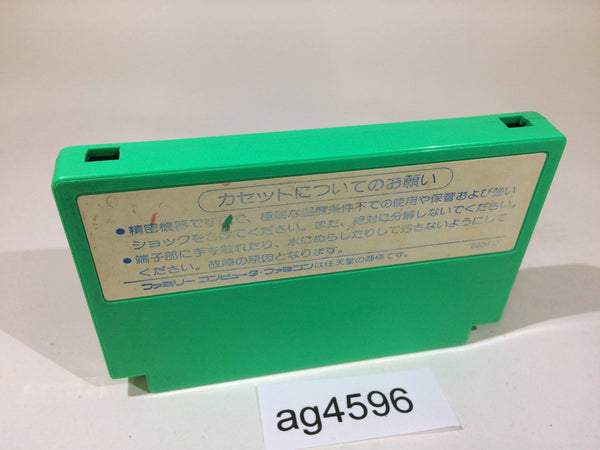 カセットについてのお願い
●精密機器です で、極端な温度条件下での使用や保管および強い
ショックを 下さい。また、絶対に分解しないでください。
●端子部に手を触れたり、水にぬらしたりして汚さないようにして
ください。故障の原因となります。
ファミリーコンピュータ・ファミコンは任天堂の商標です。
ag4596